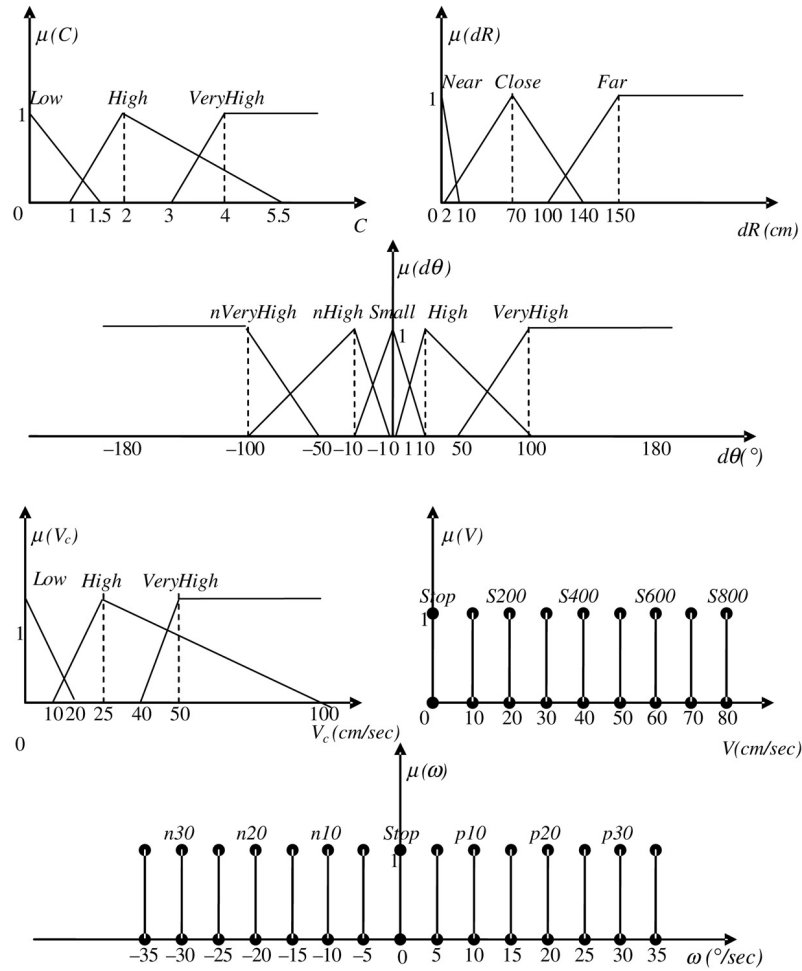 μ(C)
Low High VeryHigh
1
0 1 1.5 2 3 4 5.5
C
μ(dR)
Near Close Far
1
0 2 10 70 100 140 150
dR (cm)
μ(dθ)
nVeryHigh nHigh Small High VeryHigh
1
–180 –100 –50 –10 –1 0 1 10 50 100 180
dθ(°)
μ(Vc)
Low High VeryHigh
1
10 20 25 40 50 100
0
Vc(cm/sec)
μ(V)
Stop S200 S400 S600 S800
1
0 10 20 30 40 50 60 70 80
V(cm/sec)
μ(ω)
n30 n20 n10 Stop p10 p20 p30
1
–35 –30 –25 –20 –15 –10 –5 0 5 10 15 20 25 30 35
ω(°/sec)